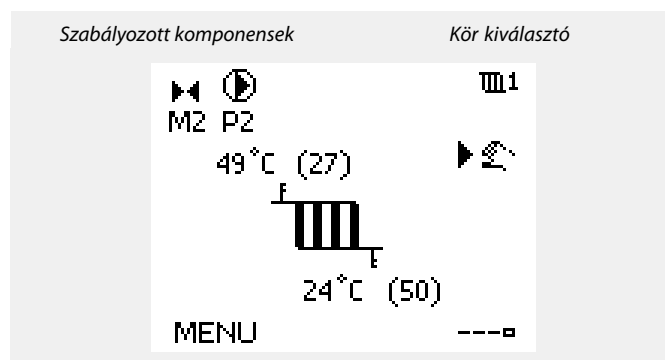 Szabályozott komponensek Kör kiválasztó
1
M2 P2
49°C (27)
24°C (50)
MENU ---